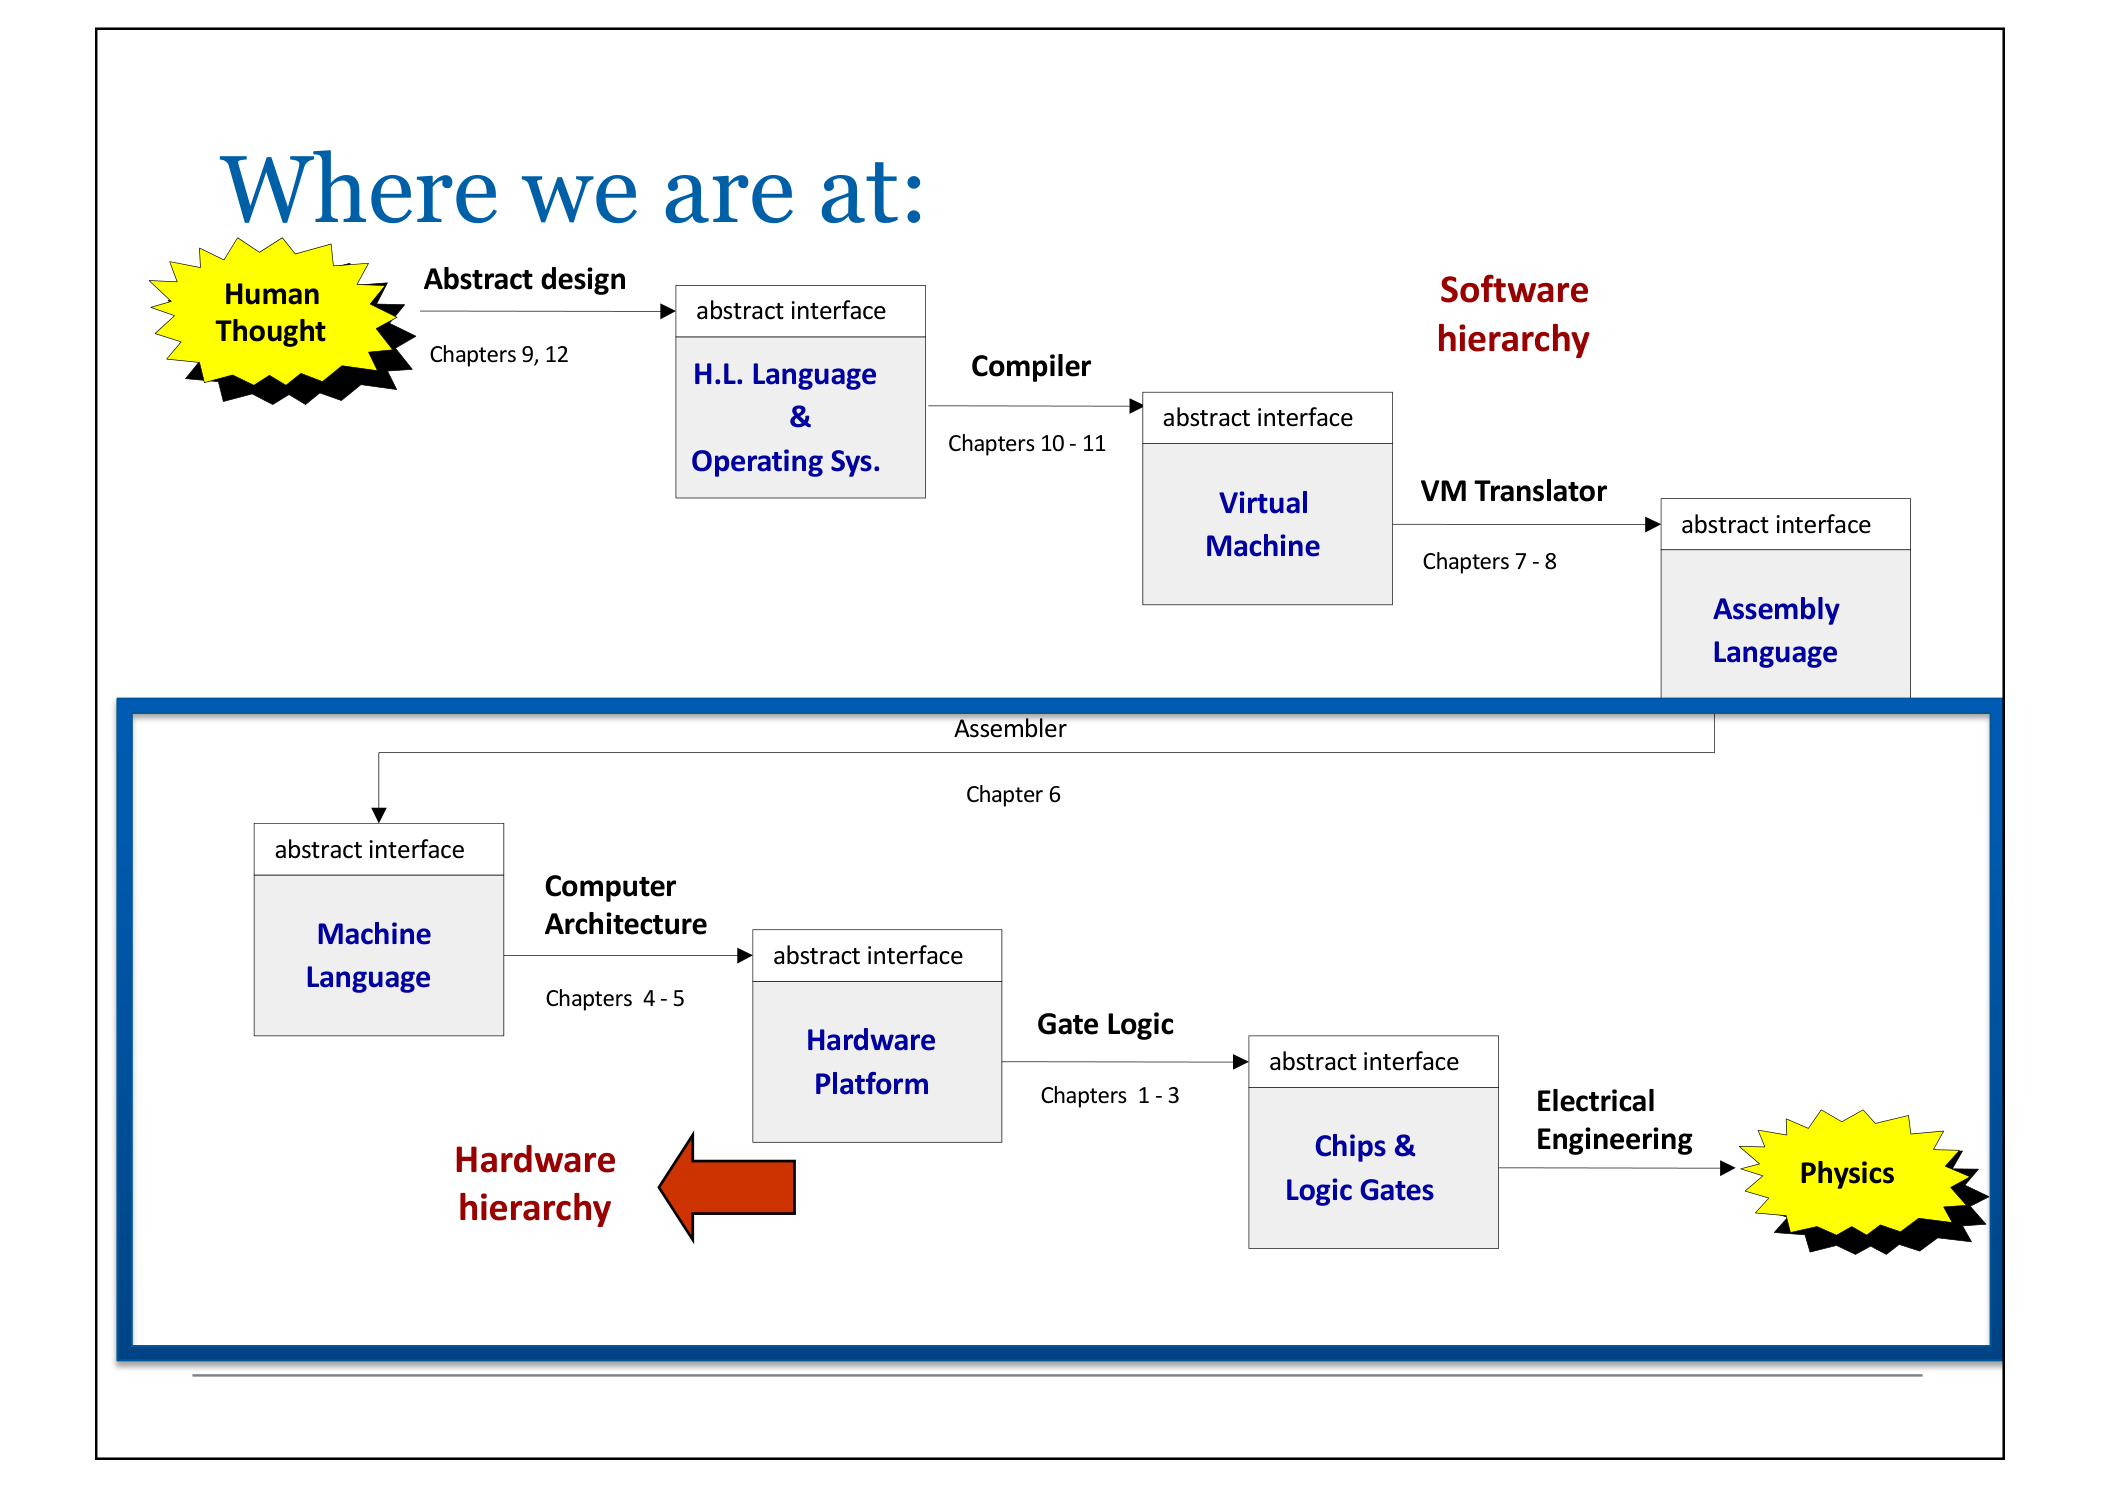 Where we are at:
Human
Thought
Abstract design
Chapters 9, 12
abstract interface
H.L. Language
&
Operating Sys.
Compiler
Chapters 10 - 11
abstract interface
Virtual
Machine
Software
hierarchy
VM Translator
Chapters 7 - 8
abstract interface
Assembly
Language
Assembler
Chapter 6
abstract interface
Machine
Language
Computer
Architecture
Chapters 4 - 5
abstract interface
Hardware
Platform
Hardware
hierarchy
Gate Logic
Chapters 1 - 3
abstract interface
Chips &
Logic Gates
Electrical
Engineering
Physics